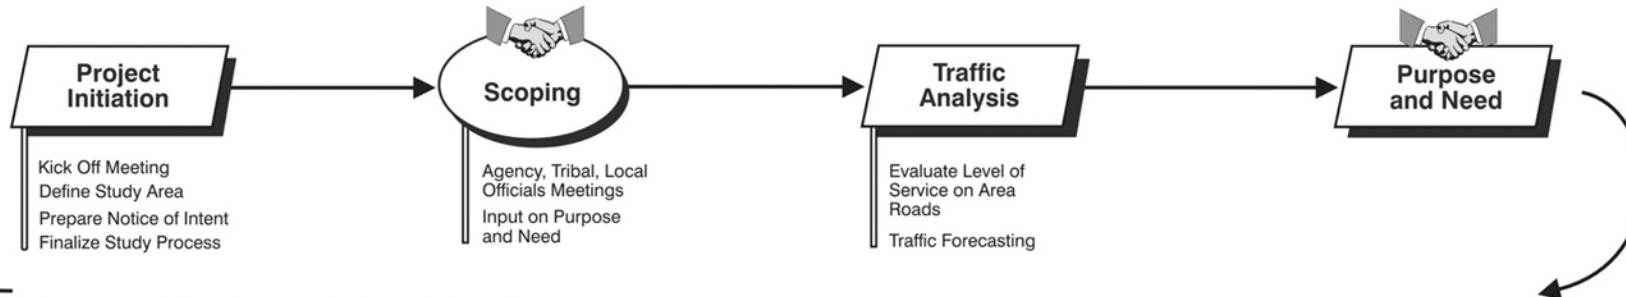 Project
Initiation
Kick Off Meeting
Define Study Area
Prepare Notice of Intent
Finalize Study Process
Scoping
Agency, Tribal, Local
Officials Meetings
Input on Purpose
and Need
Traffic
Analysis
Evaluate Level of
Service on Area
Roads
Traffic Forecasting
Purpose
and Need